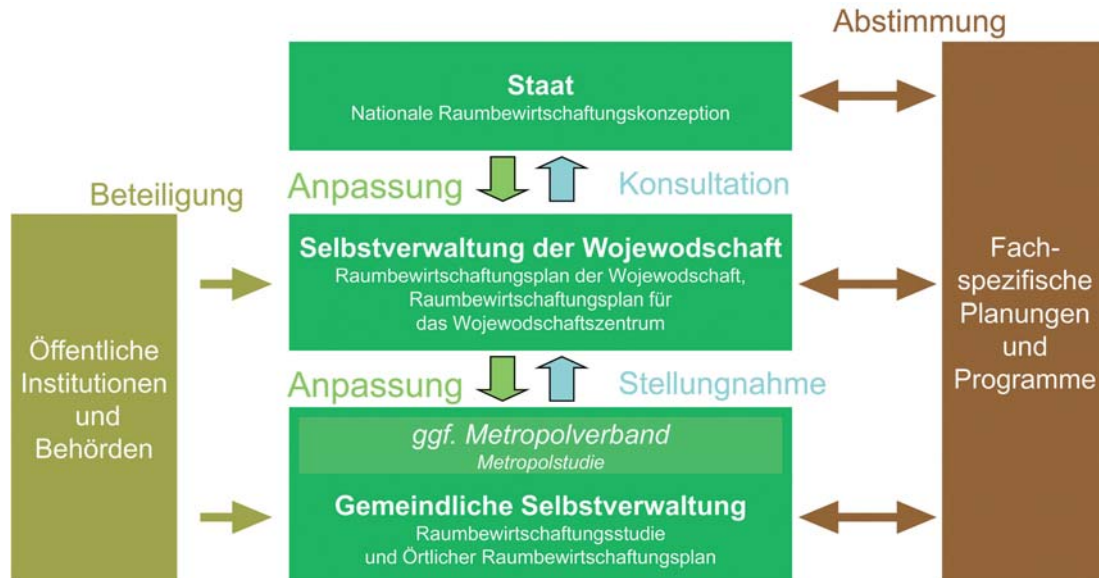 Abstimmung
Staat
Nationale Raumbewirtschaftungskonzeption
Beteiligung
Anpassung
Konsultation
Öffentliche
Institutionen
und
Behörden
Selbstverwaltung der Wojewodschaft
Raumbewirtschaftungsplan der Wojewodschaft,
Raumbewirtschaftungsplan für
das Wojewodschaftszentrum
Fach-
spezifische
Planungen
und
Programme
Anpassung
Stellungnahme
ggf. Metropolverband
Metropolstudie
Gemeindliche Selbstverwaltung
Raumbewirtschaftungsstudie
und Örtlicher Raumbewirtschaftungsplan